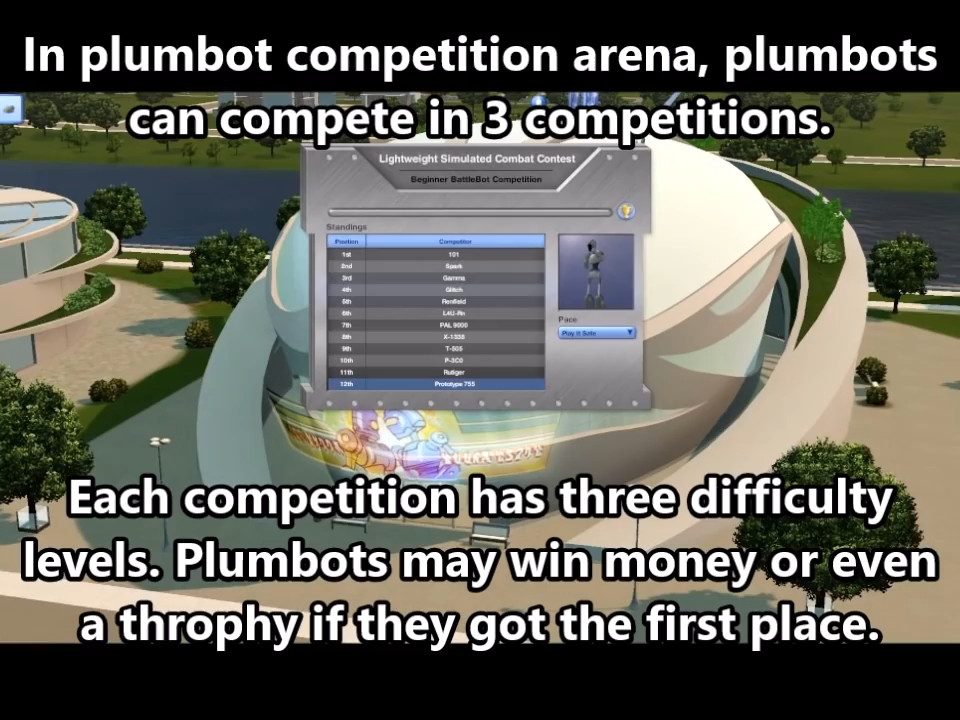 In plumbot competition arena, plumbots
can compete in 3 competitions.
Lightweight Simulated Combat Contest
Beginner BattleBot Competition
Standings
Position Competitor
1st 101
2nd Spark
3rd Gamma
4th Glitch
5th Renfield
6th L4U-Rn
7th PAL 9000
8th X-1335
9th T-505
10th P-3C0
11th Rutiger
12th Prototype 755
Pace
Play It Safe
Each competition has three difficulty
levels. Plumbots may win money or even
a throphy if they got the first place.